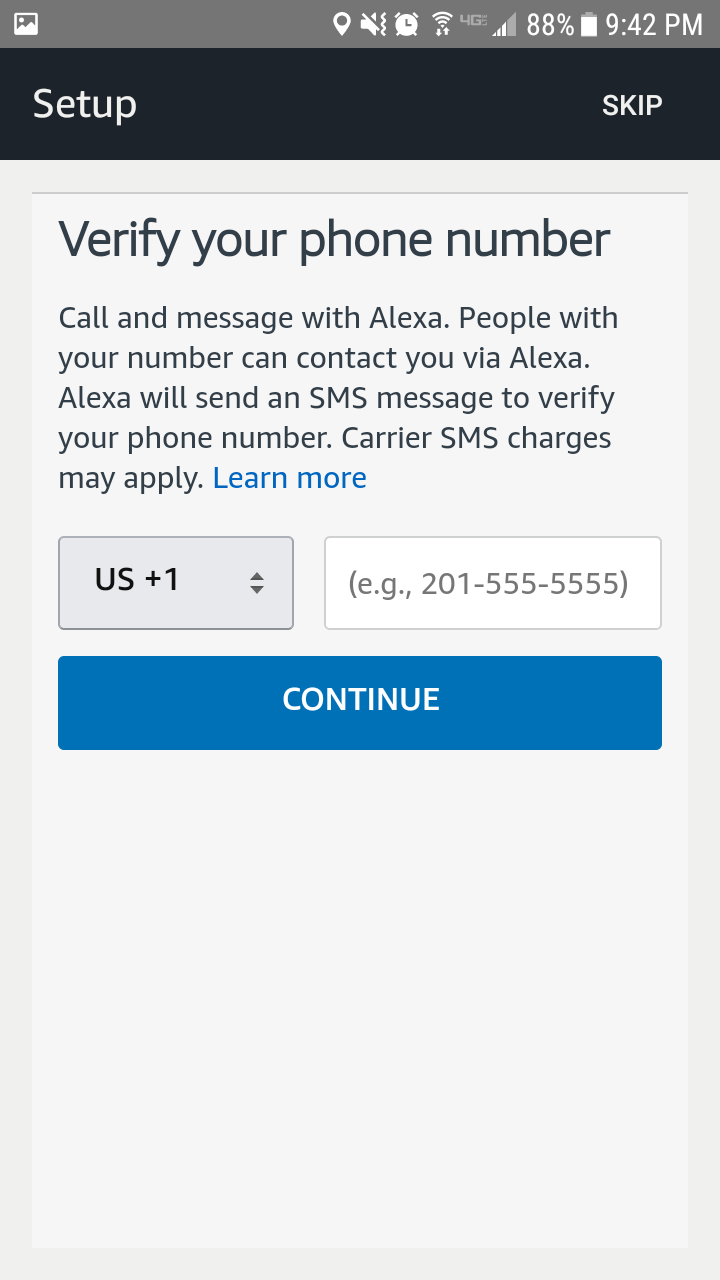 4G 88% 9:42 PM
Setup SKIP
Verify your phone number
Call and message with Alexa. People with
your number can contact you via Alexa.
Alexa will send an SMS message to verify
your phone number. Carrier SMS charges
may apply. Learn more
US +1 (e.g., 201-555-5555)
CONTINUE